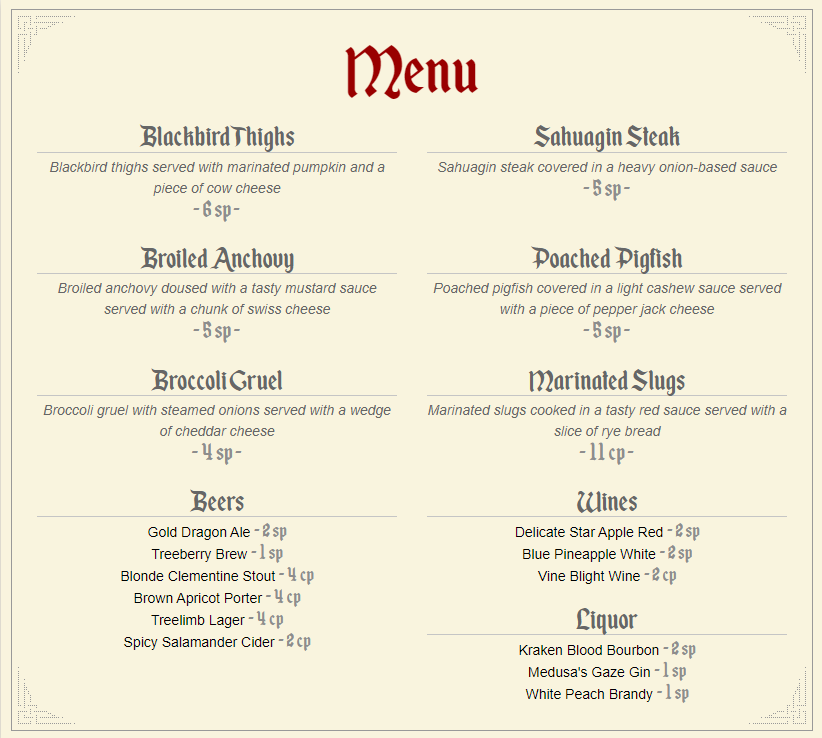 Menu
Blackbird Thighs
Blackbird thighs served with marinated pumpkin and a
piece of cow cheese
- 6 sp -
Sahuagin Steak
Sahuagin steak covered in a heavy onion-based sauce
- 5 sp -
Broiled Anchovy
Broiled anchovy doused with a tasty mustard sauce
served with a chunk of swiss cheese
- 5 sp -
Poached Pigfish
Poached pigfish covered in a light cashew sauce served
with a piece of pepper jack cheese
- 5 sp -
Broccoli Gruel
Broccoli gruel with steamed onions served with a wedge
of cheddar cheese
- 4 sp -
Marinated Slugs
Marinated slugs cooked in a tasty red sauce served with a
slice of rye bread
- 11 cp -
Beers
Gold Dragon Ale - 2 sp
Treeberry Brew - 1 sp
Blonde Clementine Stout - 4 cp
Brown Apricot Porter - 4 cp
Treelimb Lager - 4 cp
Spicy Salamander Cider - 2 cp
Wines
Delicate Star Apple Red - 2 sp
Blue Pineapple White - 2 sp
Vine Blight Wine - 2 cp
Liquor
Kraken Blood Bourbon - 2 sp
Medusa's Gaze Gin - 1 sp
White Peach Brandy - 1 sp